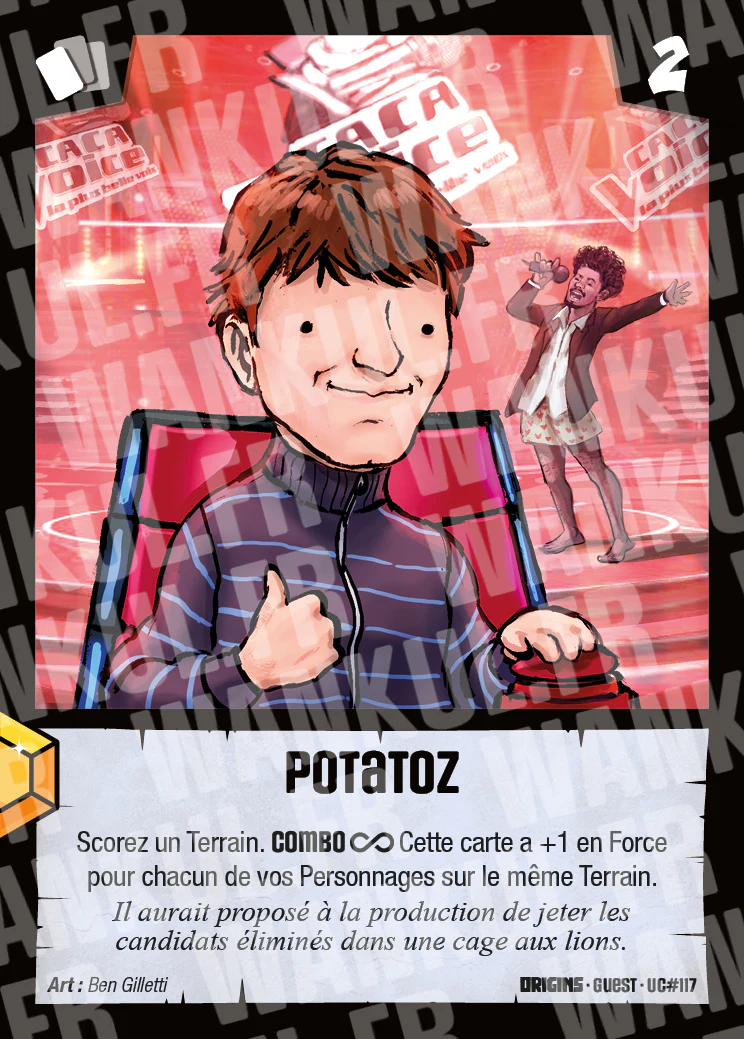 2
CACA
Voice
la plus belle voix
POTATOZ
Scorez un Terrain. COMBO ∞ Cette carte a +1 en Force
pour chacun de vos Personnages sur le même Terrain.
Il aurait proposé à la production de jeter les
candidats éliminés dans une cage aux lions.
Art : Ben Gilletti
ORIGINS · GUEST · UC#117
WANKUL.FR